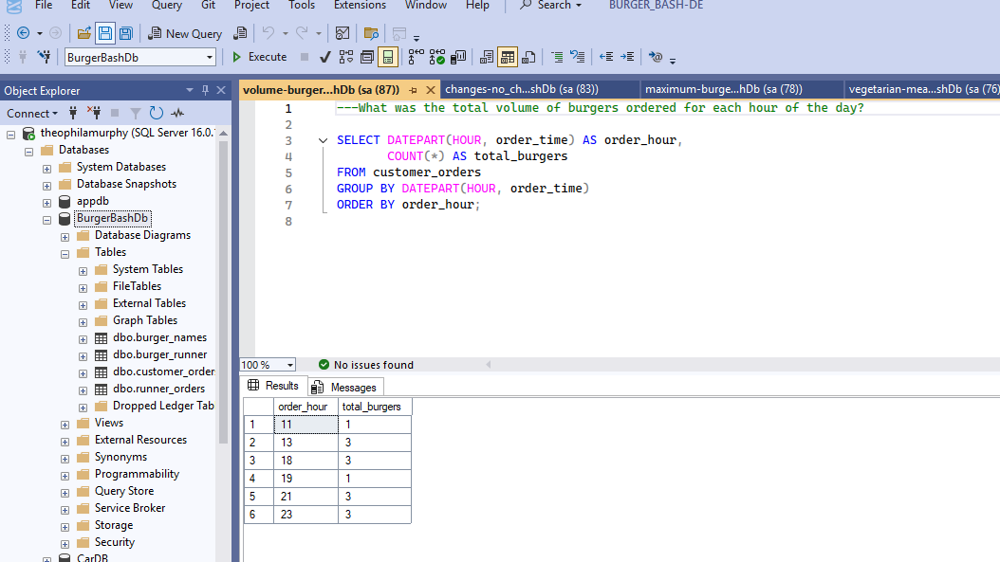 File Edit View Query Git Project Tools Extensions Window Help Search BURGER_BASH-DE
New Query
BurgerBashDb Execute
Object Explorer
Connect
theophilamurphy (SQL Server 16.0.
Databases
System Databases
Database Snapshots
appdb
BurgerBashDb
Database Diagrams
Tables
System Tables
FileTables
External Tables
Graph Tables
dbo.burger_names
dbo.burger_runner
dbo.customer_order
dbo.runner_orders
Dropped Ledger Tab
Views
External Resources
Synonyms
Programmability
Query Store
Service Broker
Storage
Security
CarDB
volume-burger...hDb (sa (87)) changes-no_ch...shDb (sa (83)) maximum-burge...hDb (sa (78)) vegetarian-mea...shDb (sa (76)
1 ---What was the total volume of burgers ordered for each hour of the day?
2
3 SELECT DATEPART(HOUR, order_time) AS order_hour,
4 COUNT(*) AS total_burgers
5 FROM customer_orders
6 GROUP BY DATEPART(HOUR, order_time)
7 ORDER BY order_hour;
8
100 % No issues found
Results Messages
order_hour total_burgers
1 11 1
2 13 3
3 18 3
4 19 1
5 21 3
6 23 3